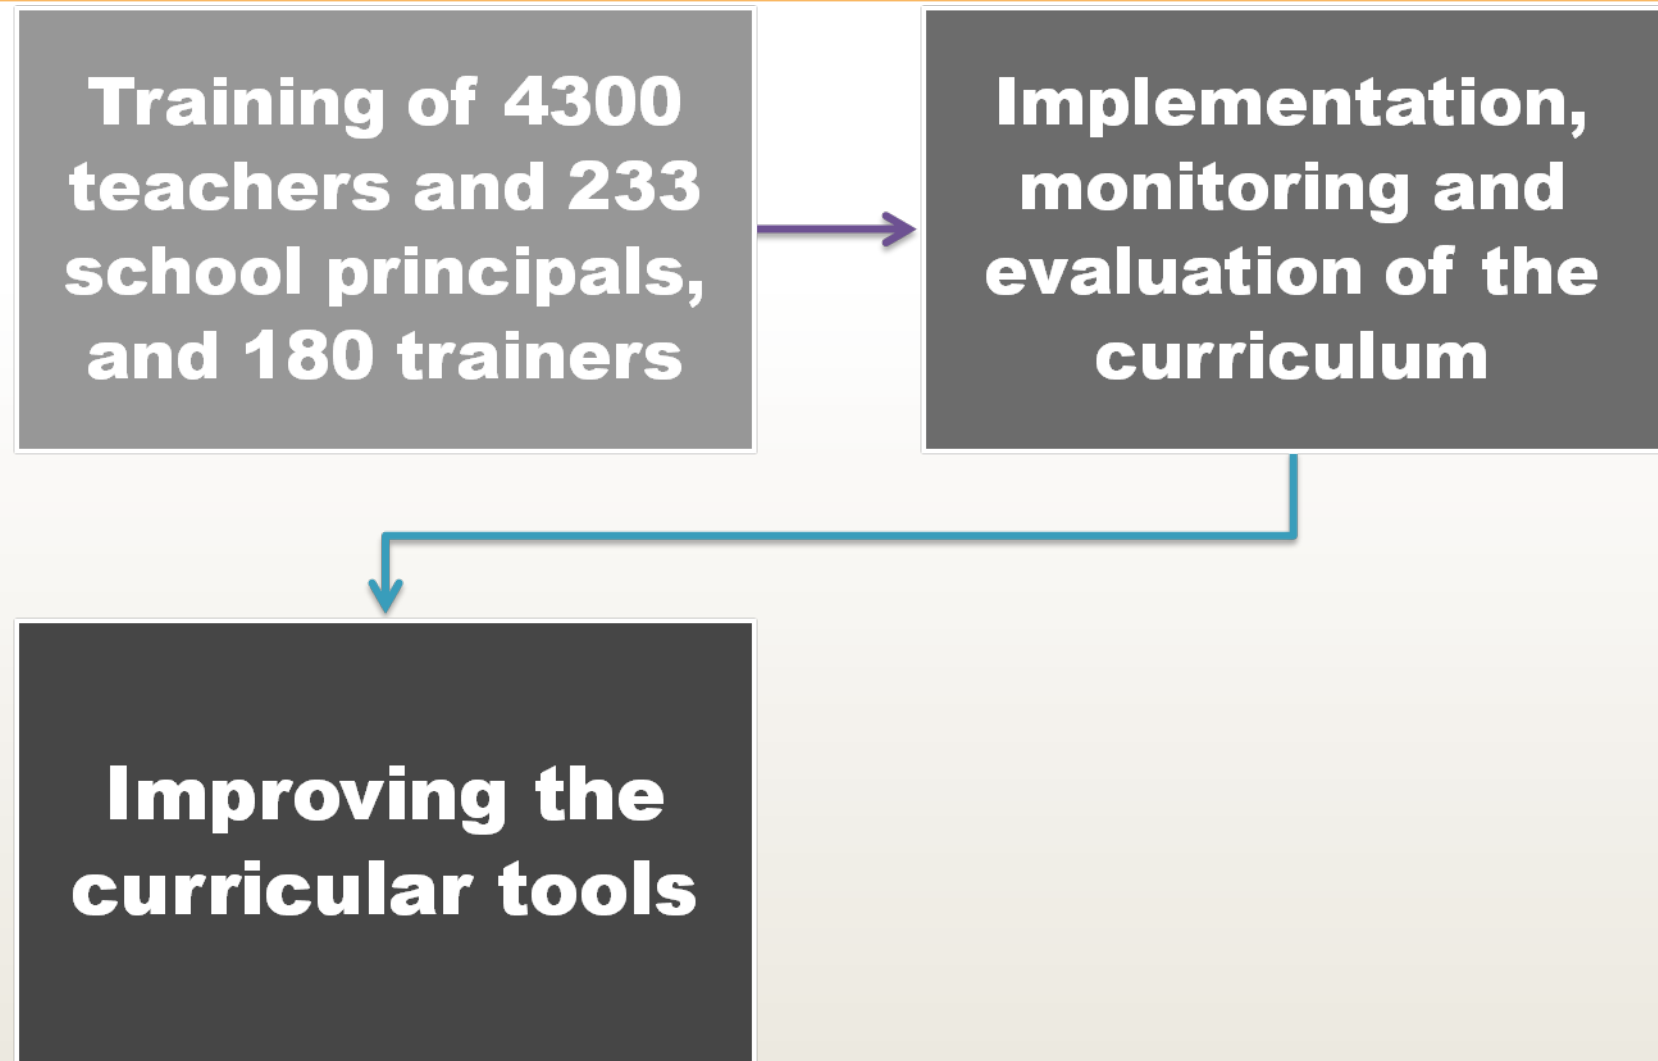 Training of 4300
teachers and 233
school principals,
and 180 trainers
Implementation,
monitoring and
evaluation of the
curriculum
Improving the
curricular tools